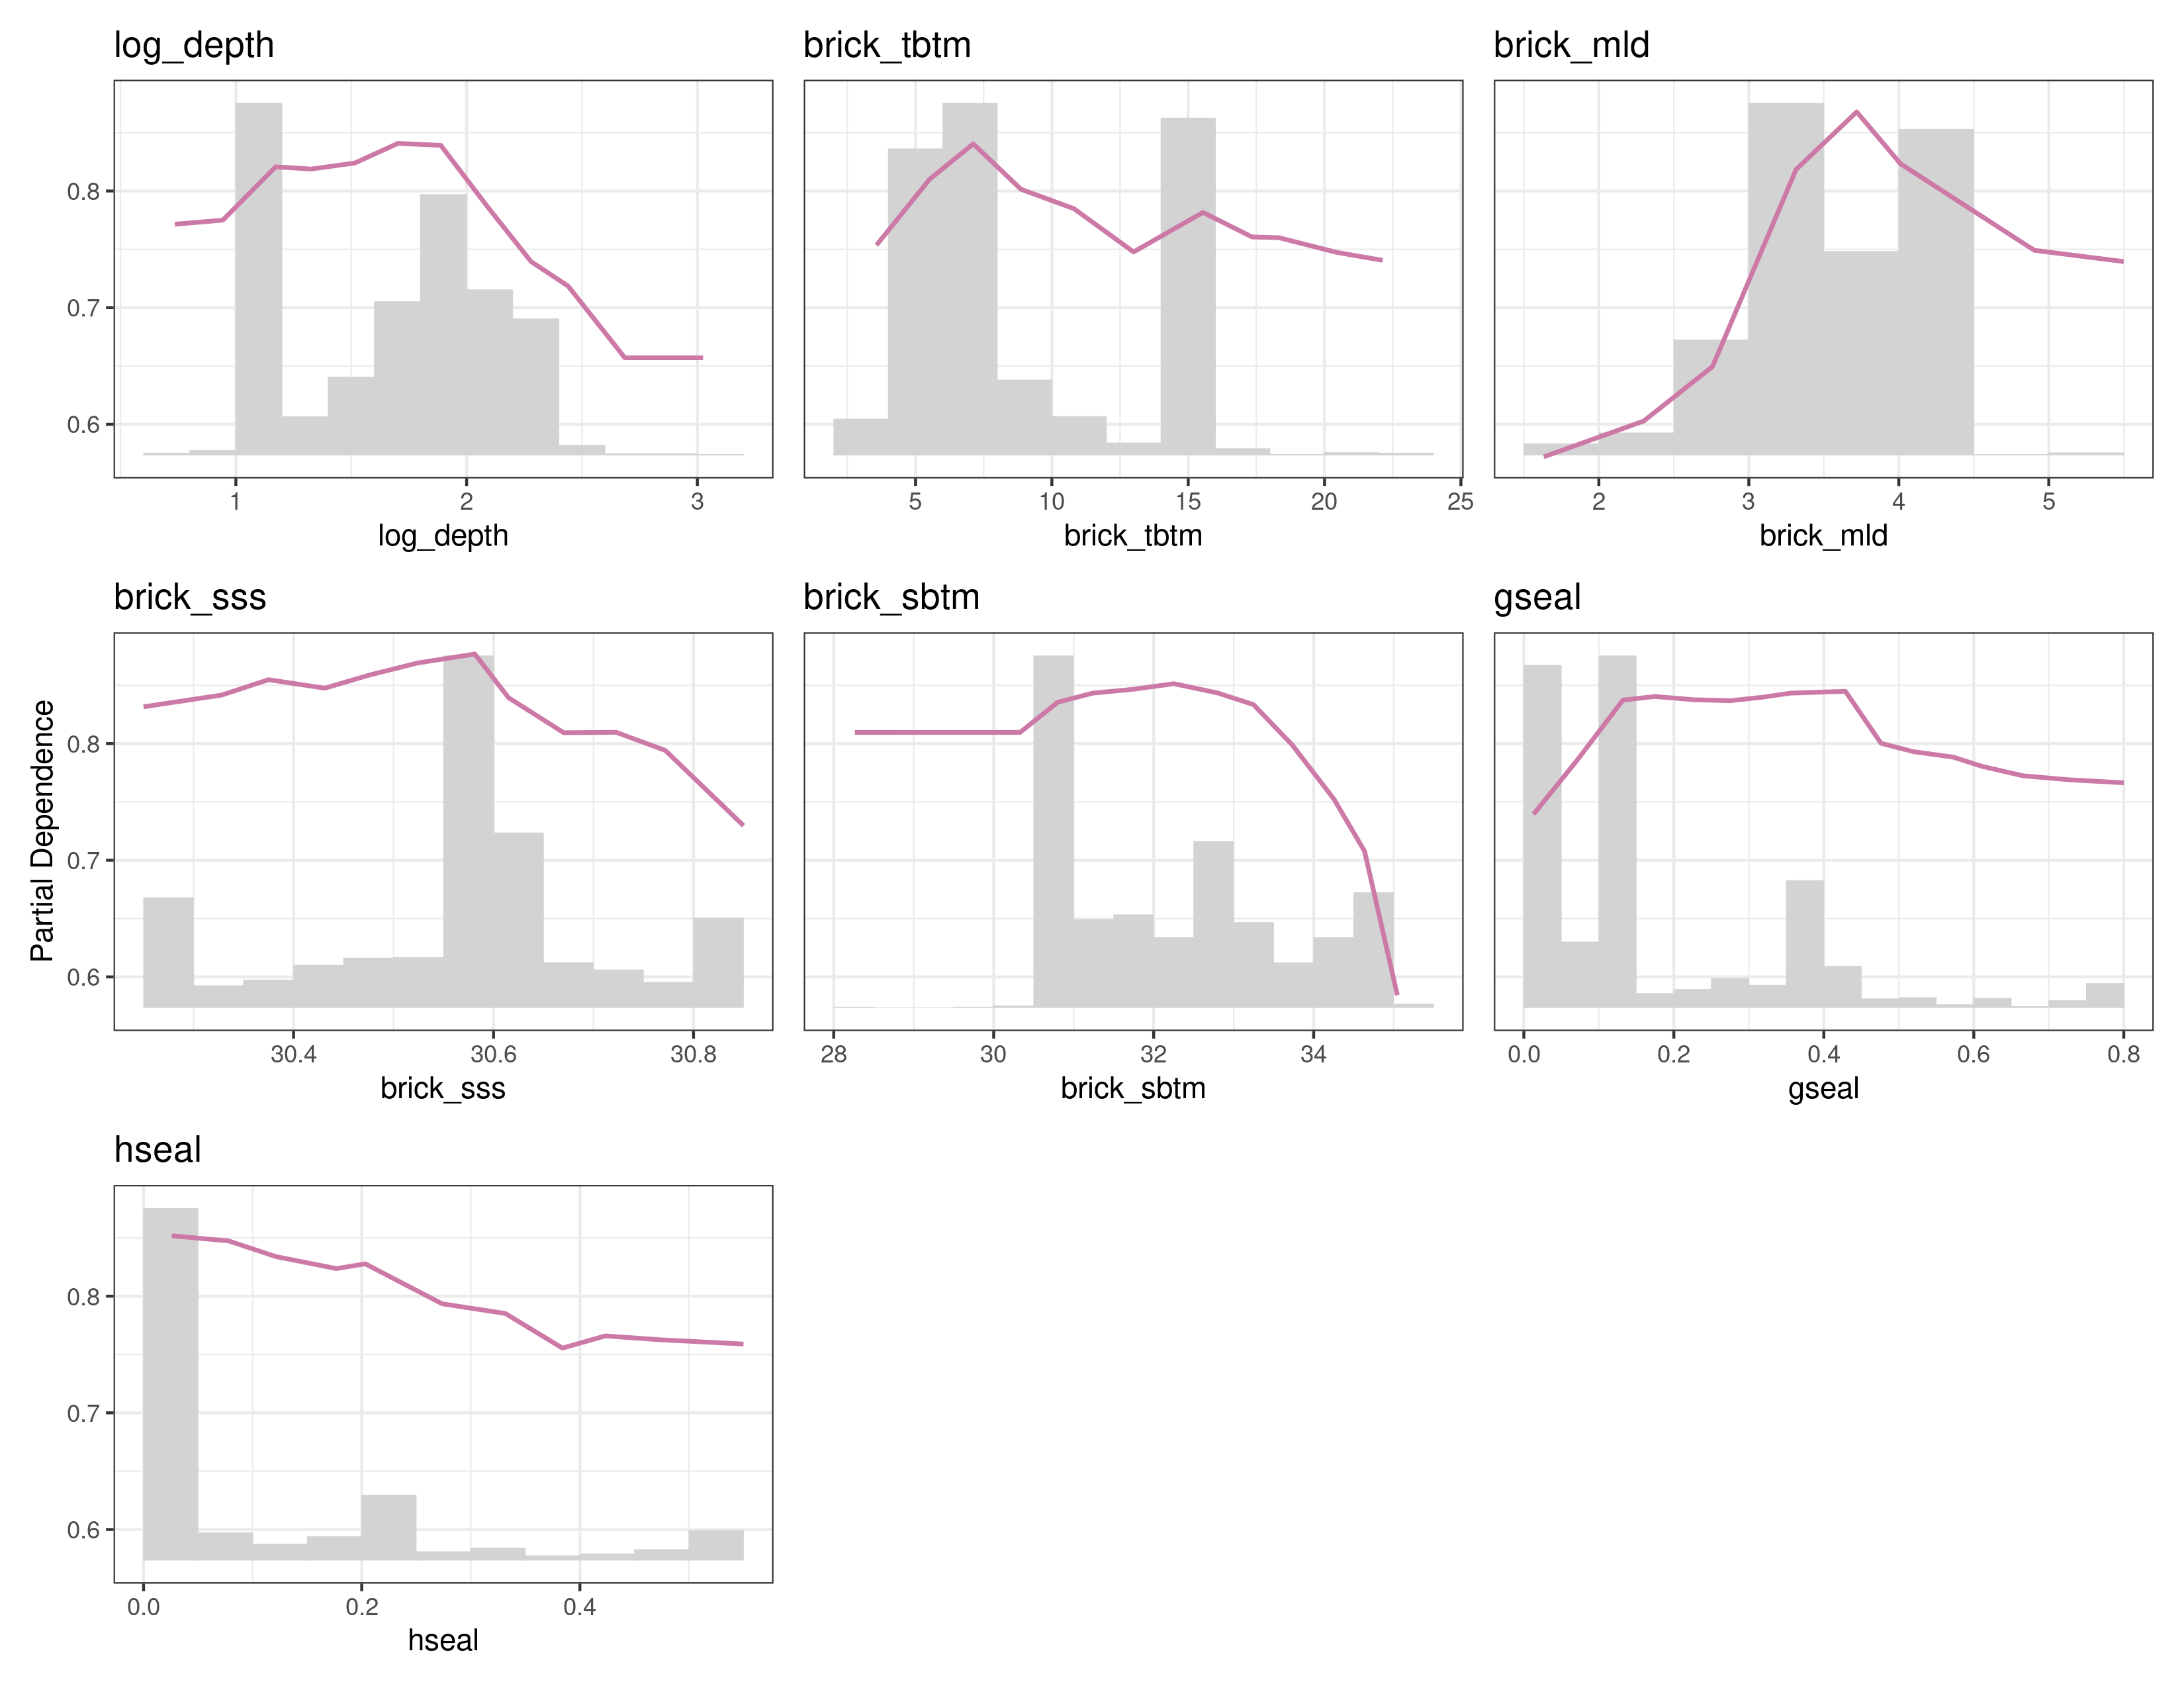 log_depth brick_tbtm brick_mld
0.8
0.7
0.6
1 2 3 5 10 15 20 25 2 3 4 5
log_depth brick_tbtm brick_mld
brick_sss brick_sbtm gseal
Partial Dependence
0.8
0.7
0.6
30.4 30.6 30.8 28 30 32 34 0.0 0.2 0.4 0.6 0.8
brick_sss brick_sbtm gseal
hseal
0.8
0.7
0.6
0.0 0.2 0.4
hseal